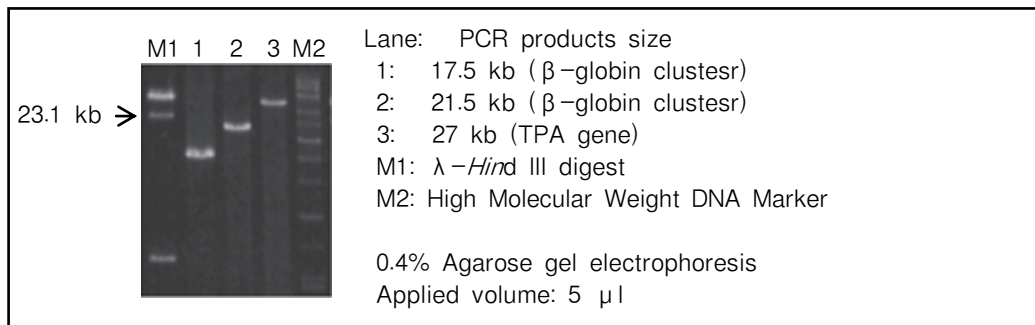 M1 1 2 3 M2
23.1 kb
Lane: PCR products size
1: 17.5 kb (β-globin clustesr)
2: 21.5 kb (β-globin clustesr)
3: 27 kb (TPA gene)
M1: λ-Hind III digest
M2: High Molecular Weight DNA Marker
0.4% Agarose gel electrophoresis
Applied volume: 5 μl